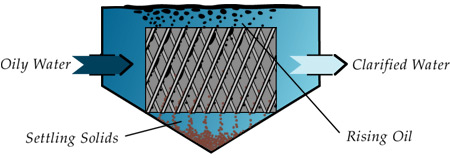 Oily Water
Clarified Water
Settling Solids
Rising Oil